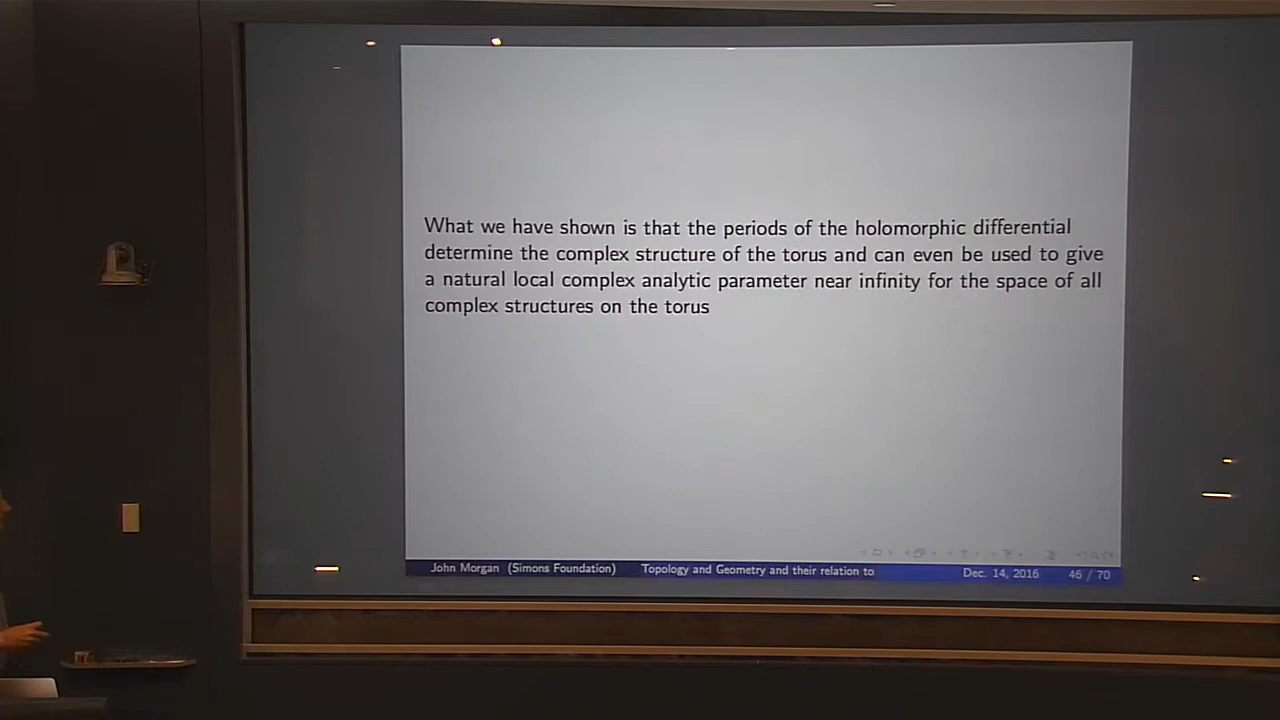 What we have shown is that the periods of the holomorphic differential
determine the complex structure of the torus and can even be used to give
a natural local complex analytic parameter near infinity for the space of all
complex structures on the torus
John Morgan (Simons Foundation) Topology and Geometry and their relation to Dec. 14, 2016 46 / 70